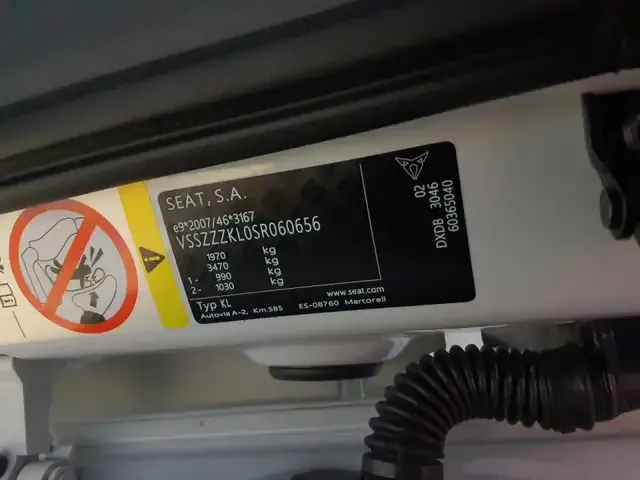 SEAT, S.A.
e9*2007/46*3167
VSSZZZKL0SR060656
1970 kg
3470 kg
1- 990 kg
2- 1030 kg
Typ KL
www.seat.com
Autovia A-2, Km.585 ES-08760 Martorell
02
DXDB 3046
60365040